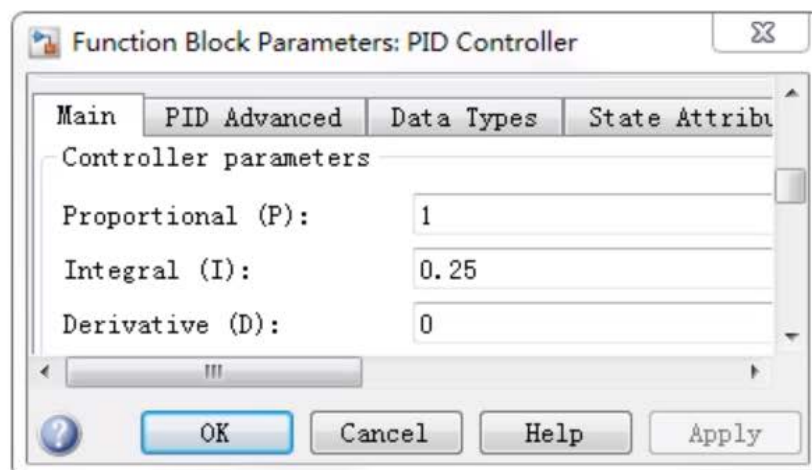 Function Block Parameters: PID Controller
Main PID Advanced Data Types State Attribu
Controller parameters
Proportional (P): 1
Integral (I): 0.25
Derivative (D): 0
? OK Cancel Help Apply